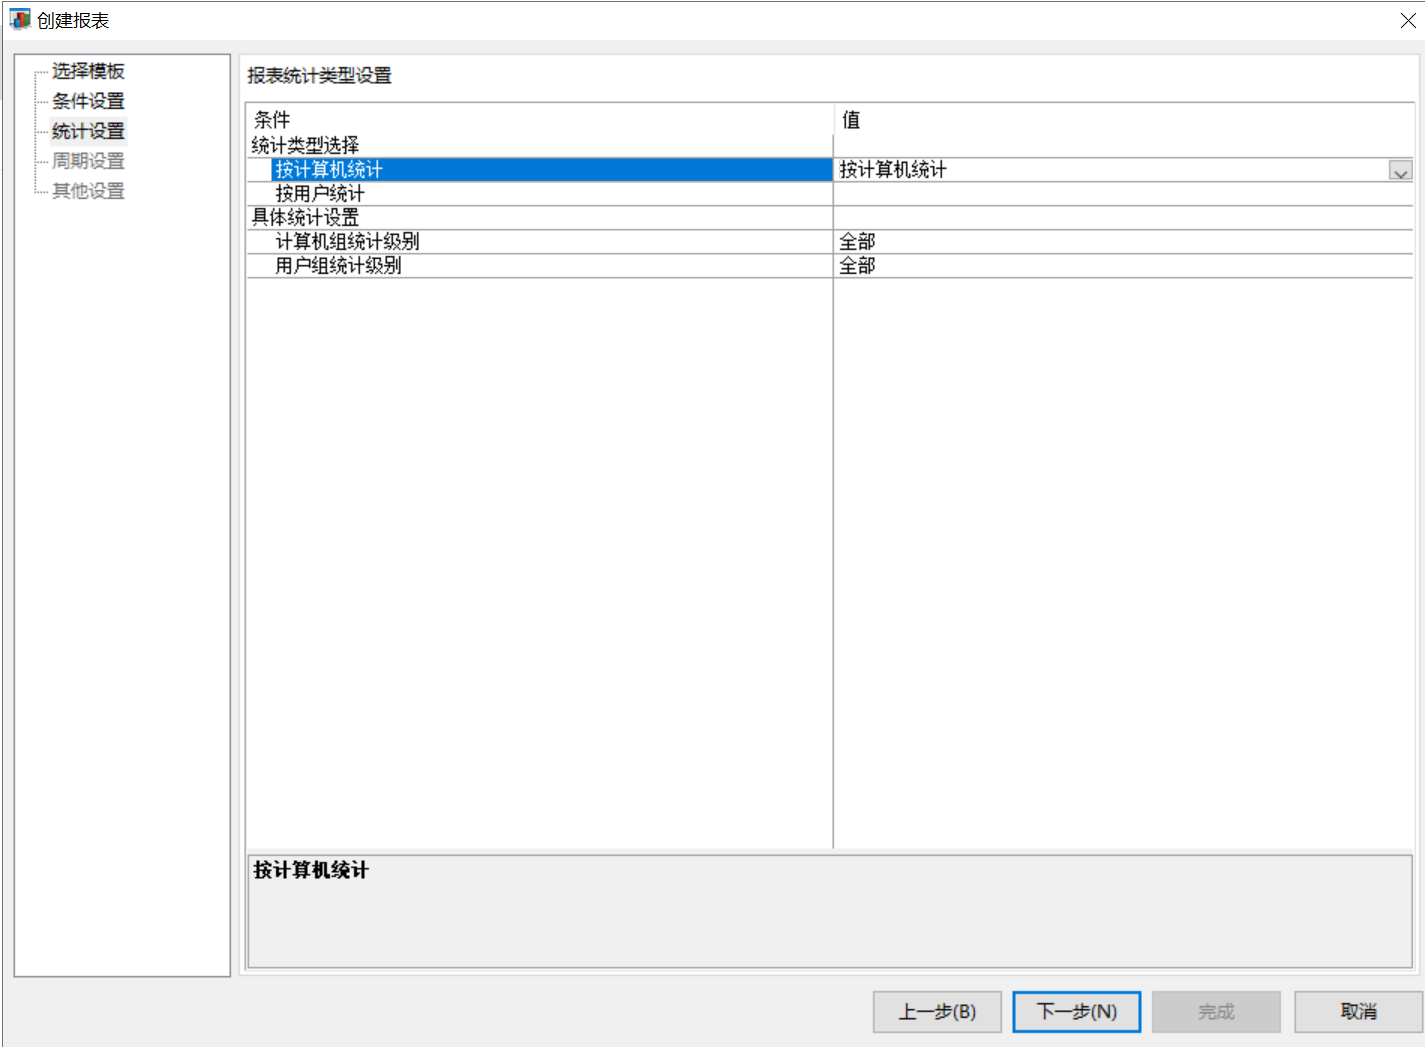 创建报表
选择模板
条件设置
统计设置
周期设置
其他设置
报表统计类型设置
条件 值
统计类型选择
按计算机统计 按计算机统计
按用户统计
具体统计设置
计算机组统计级别 全部
用户组统计级别 全部
按计算机统计
上一步(B) 下一步(N) 完成 取消